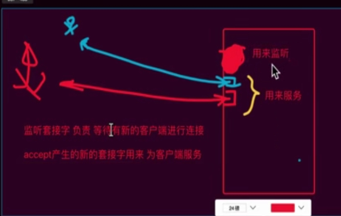 用来监听
用来服务
监听套接字 负责 等待有新的客户端进行连接
accept产生的新的套接字用来 为客户端服务